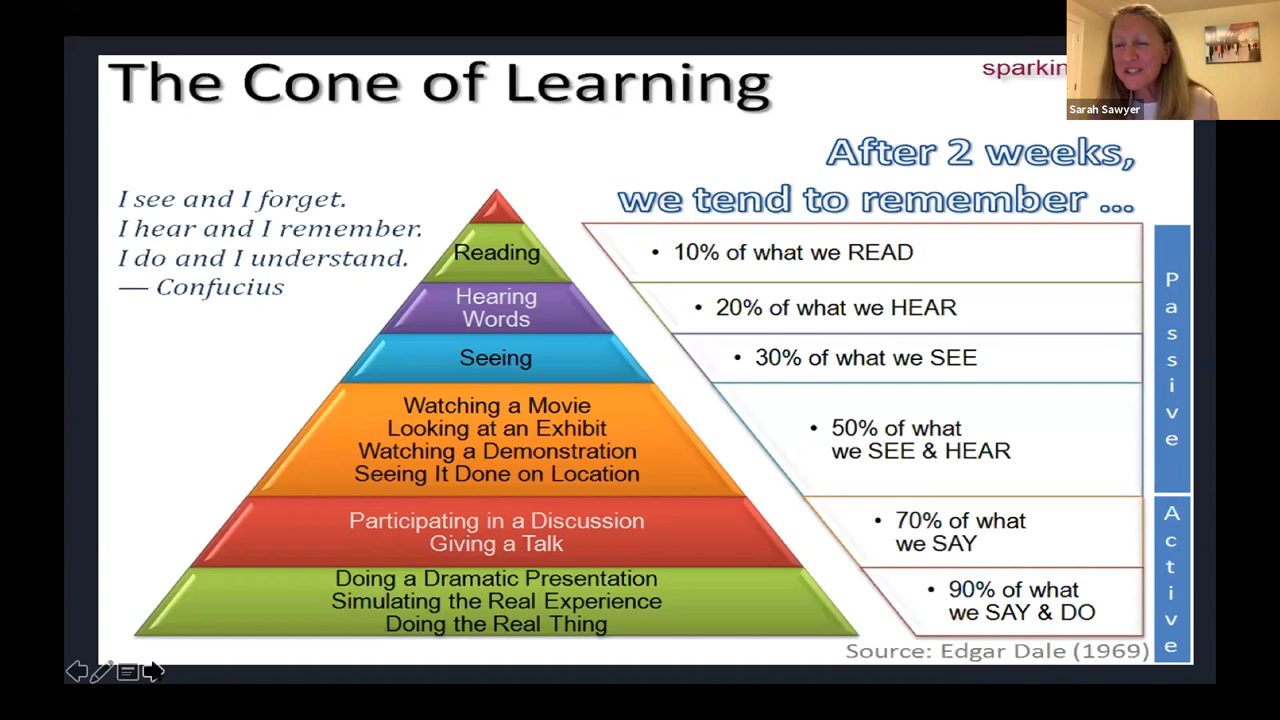 The Cone of Learning
sparkin
Sarah Sawyer
After 2 weeks,
we tend to remember ...
I see and I forget.
I hear and I remember.
I do and I understand.
— Confucius
Reading
• 10% of what we READ
Hearing
Words
• 20% of what we HEAR
Seeing
• 30% of what we SEE
Watching a Movie
Looking at an Exhibit
Watching a Demonstration
Seeing It Done on Location
• 50% of what
we SEE & HEAR
Participating in a Discussion
Giving a Talk
• 70% of what
we SAY
Doing a Dramatic Presentation
Simulating the Real Experience
Doing the Real Thing
• 90% of what
we SAY & DO
Passive
Active
Source: Edgar Dale (1969)